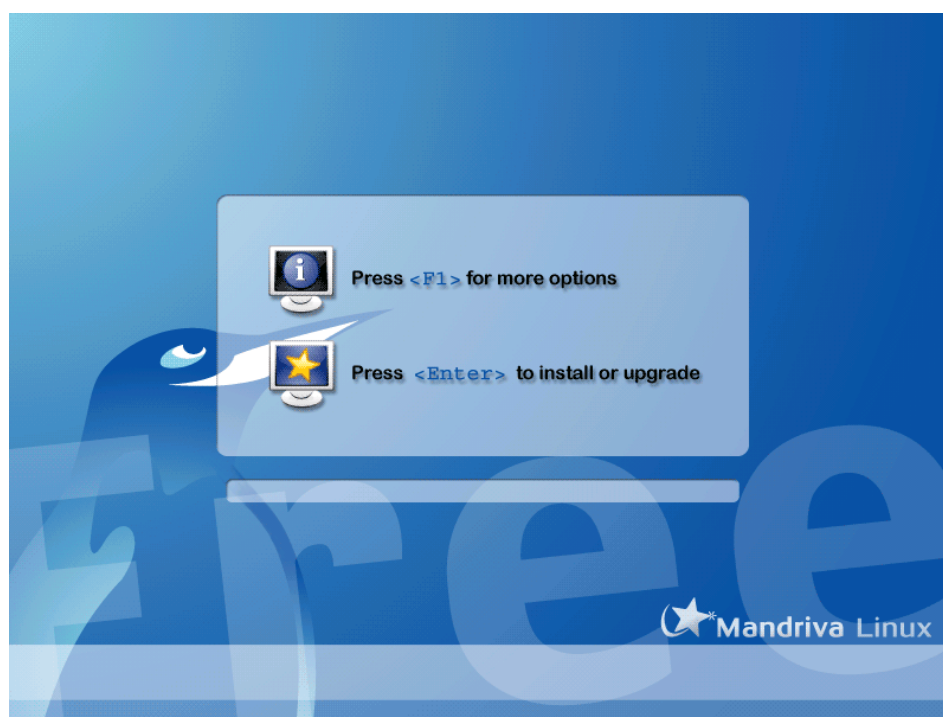 Press <F1> for more options
Press <Enter> to install or upgrade
Free
Mandriva Linux